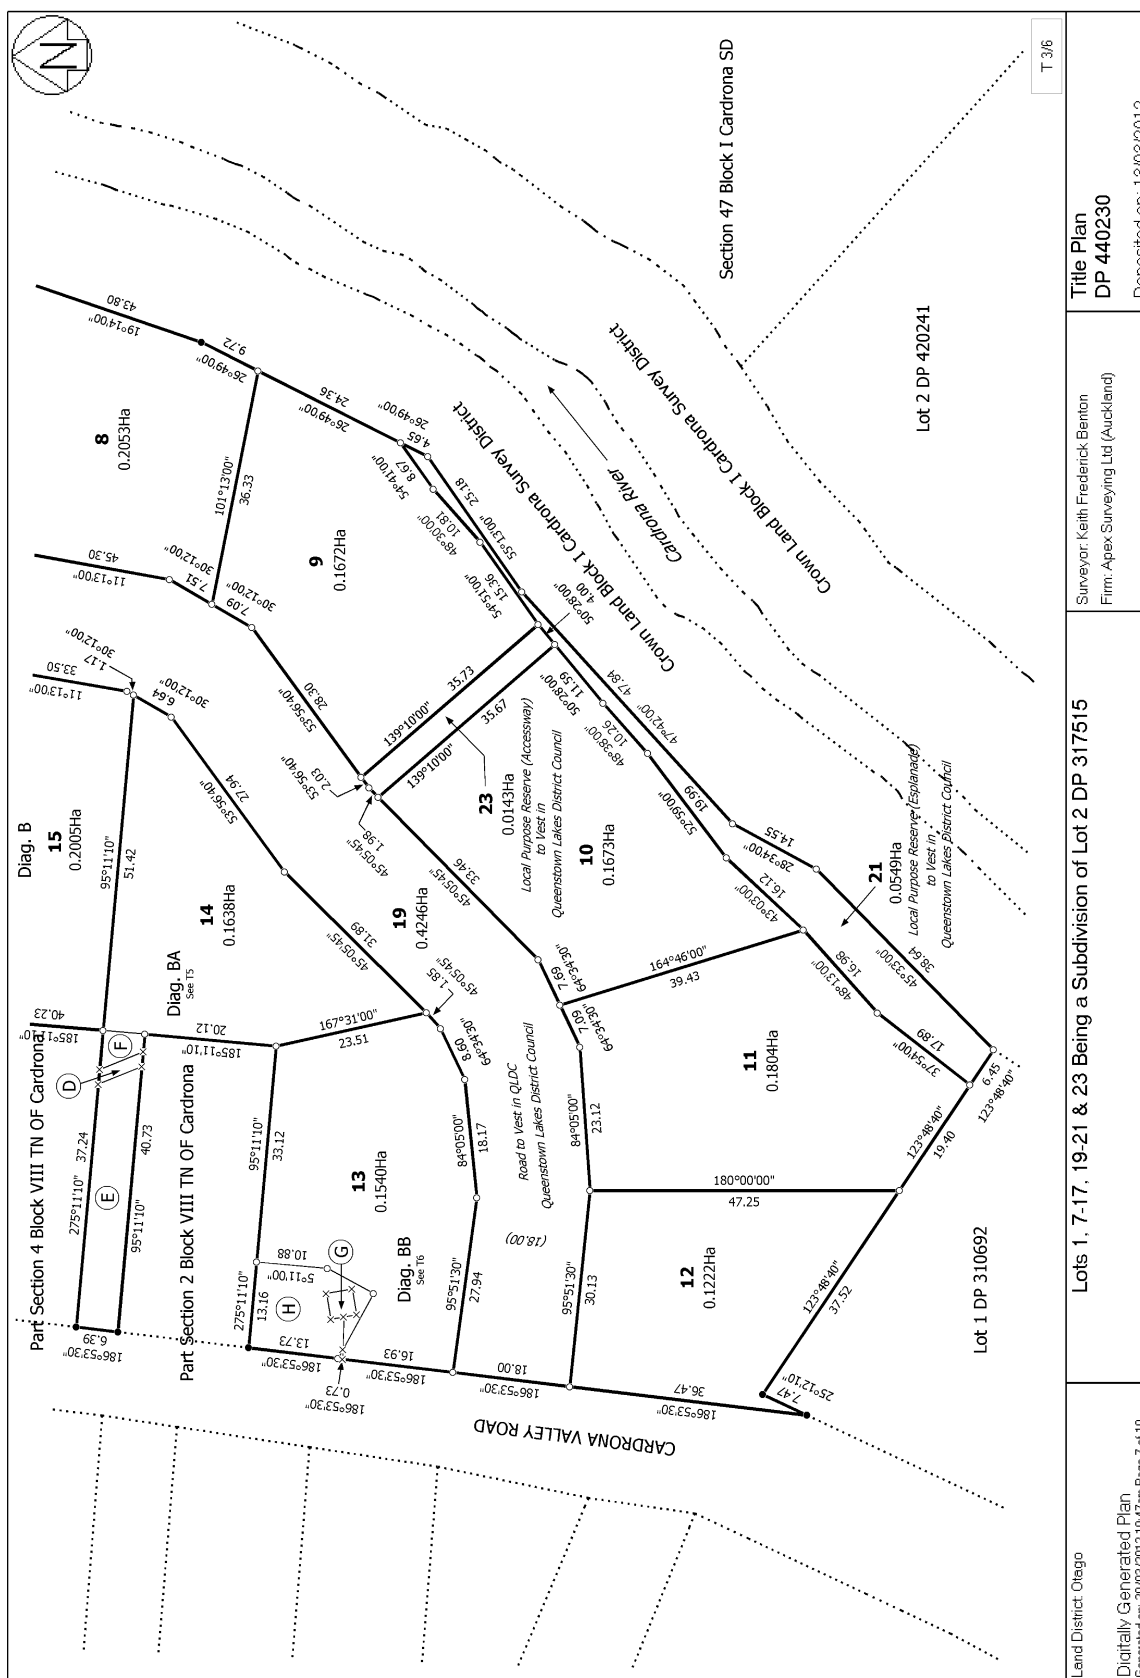 N
T 3/6
Section 47 Block I Cardrona SD
Lot 2 DP 420241
Crown Land Block I Cardrona Survey District
Cardrona River
Crown Land Block I Cardrona Survey District
43.80
19°14'00"
9.72
26°49'00"
24.36
26°49'00"
4.65
26°49'00"
8
0.2053Ha
101°13'00"
36.33
45.30
11°13'00"
7.51
30°12'00"
7.09
30°12'00"
9
0.1672Ha
54°41'00"
8.67
48°30'00"
10.81
25.18
55°13'00"
54°51'00"
15.36
50°28'00"
4.00
28.30
53°56'40"
35.73
139°10'00"
35.67
139°10'00"
53°56'40"
2.03
1.98
45°05'45"
23
0.0143Ha
Local Purpose Reserve (Accessway)
to Vest in
Queenstown Lakes District Council
50°28'00"
11.59
48°38'00"
10.26
52°59'00"
47.84
47°42'00"
19.99
14.55
28°34'00"
10
0.1673Ha
33.46
45°05'45"
16.12
43°03'00"
21
0.0549Ha
Local Purpose Reserve (Esplanade)
to Vest in
Queenstown Lakes District Council
16.98
48°13'00"
38.64
45°33'00"
17.89
37°54'00"
6.45
123°48'40"
33.50
11°13'00"
1.17
30°12'00"
6.64
30°12'00"
Diag. B
15
0.2005Ha
95°11'10"
51.42
27.94
53°56'40"
14
0.1638Ha
31.89
45°05'45"
19
0.4246Ha
1.85
45°05'45"
8.60
64°34'30"
7.69
64°34'30"
7.09
64°34'30"
164°46'00"
39.43
Diag. BA
See T5
40.23
185°11'10"
20.12
185°11'10"
167°31'00"
23.51
D
F
E
Part Section 4 Block VIII TN OF Cardrona
37.24
275°11'10"
40.73
95°11'10"
Part Section 2 Block VIII TN OF Cardrona
6.39
186°53'30"
95°11'10"
33.12
13
0.1540Ha
84°05'00"
18.17
Road to Vest in QLDC
Queenstown Lakes District Council
84°05'00"
23.12
(18.00)
11
0.1804Ha
123°48'40"
19.40
180°00'00"
47.25
10.88
5°11'00"
G
H
275°11'10"
13.16
Diag. BB
See T6
95°51'30"
27.94
95°51'30"
30.13
12
0.1222Ha
123°48'40"
37.52
Lot 1 DP 310692
13.73
186°53'30"
0.73
186°53'30"
16.93
186°53'30"
18.00
186°53'30"
36.47
186°53'30"
7.47
25°12'10"
CARDRONA VALLEY ROAD
Land District: Otago
Digitally Generated Plan
Lots 1, 7-17, 19-21 & 23 Being a Subdivision of Lot 2 DP 317515
Surveyor: Keith Frederick Benton
Firm: Apex Surveying Ltd (Auckland)
Title Plan
DP 440230